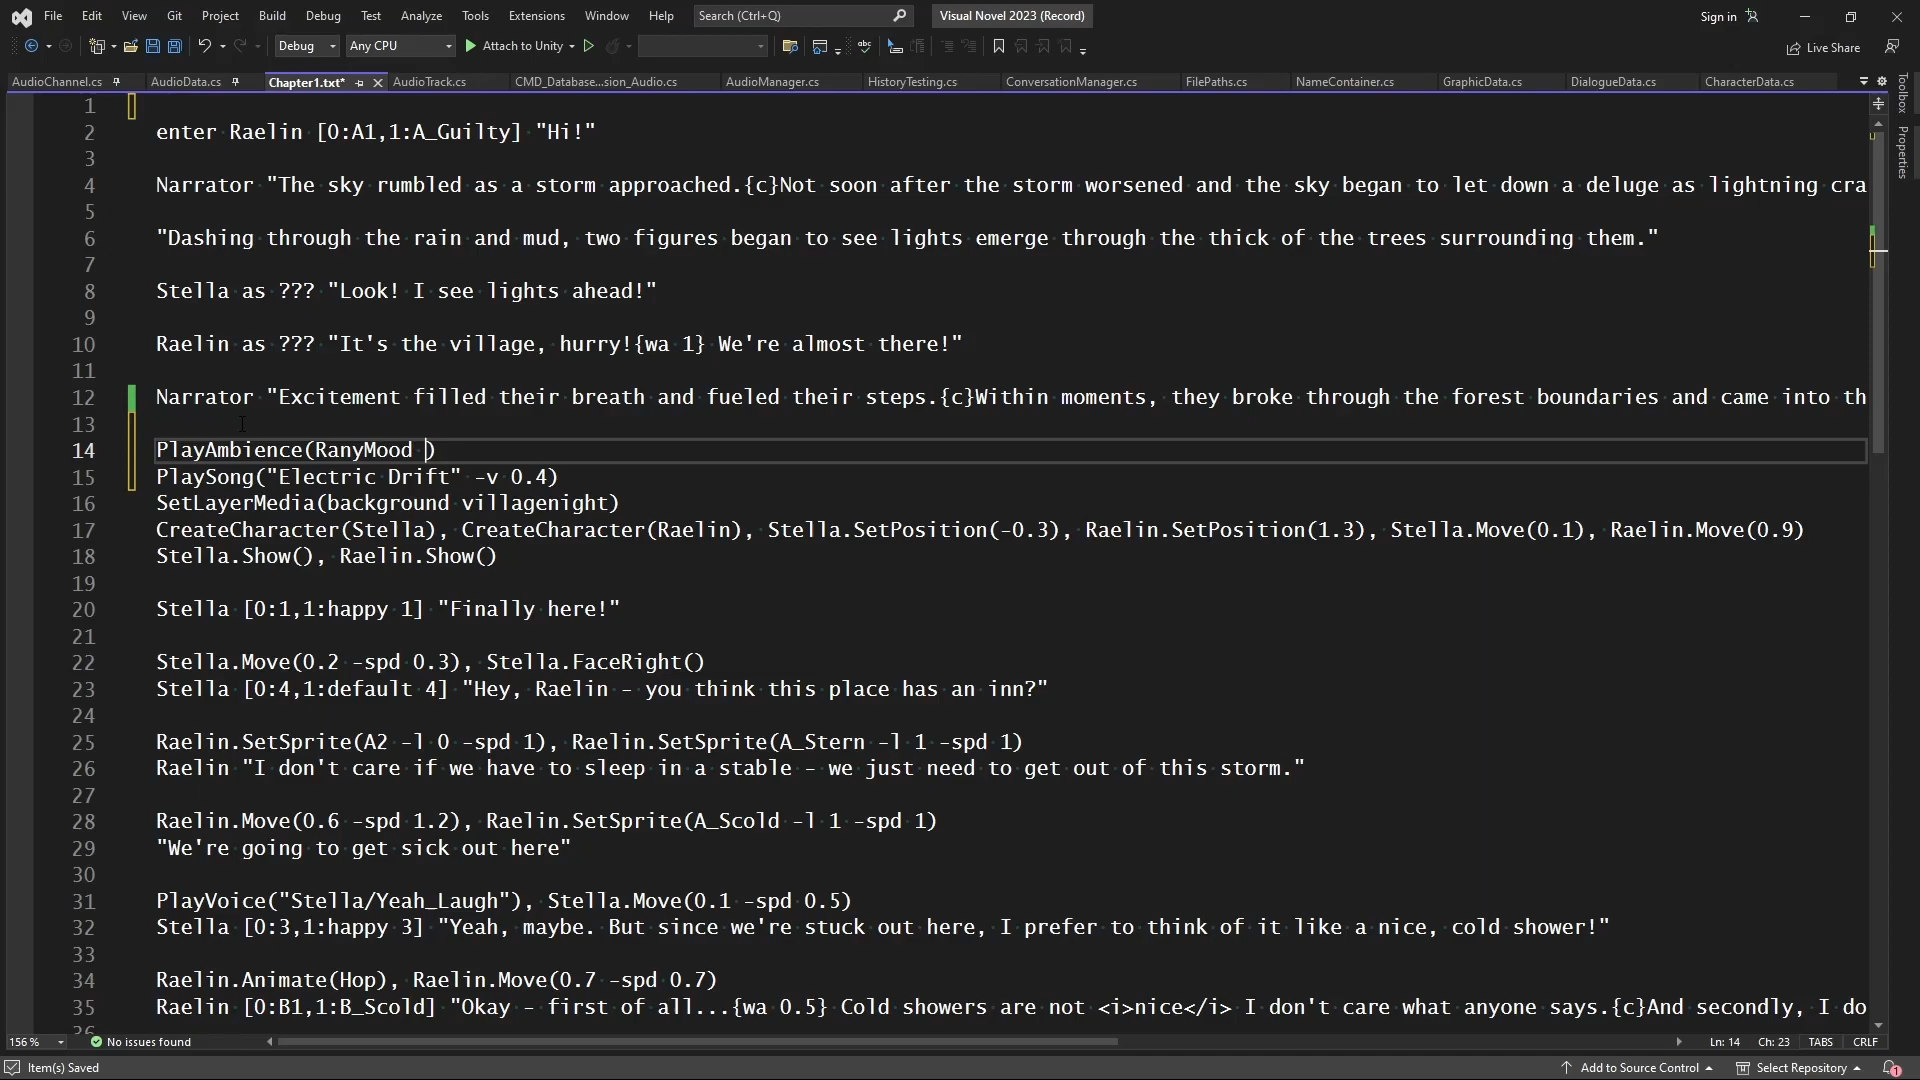 File Edit View Git Project Build Debug Test Analyze Tools Extensions Window Help Search (Ctrl+Q) Visual Novel 2023 (Record) Sign in
Debug Any CPU Attach to Unity Live Share
AudioChannel.cs AudioData.cs Chapter1.txt* AudioTrack.cs CMD_Database...sion_Audio.cs AudioManager.cs HistoryTesting.cs ConversationManager.cs FilePaths.cs NameContainer.cs GraphicData.cs DialogueData.cs CharacterData.cs
Toolbox
Properties
1
2 enter Raelin [0:A1,1:A_Guilty] "Hi!"
3
4 Narrator "The sky rumbled as a storm approached.{c}Not soon after the storm worsened and the sky began to let down a deluge as lightning cra
5
6 "Dashing through the rain and mud, two figures began to see lights emerge through the thick of the trees surrounding them."
7
8 Stella as ??? "Look! I see lights ahead!"
9
10 Raelin as ??? "It's the village, hurry!{wa 1} We're almost there!"
11
12 Narrator "Excitement filled their breath and fueled their steps.{c}Within moments, they broke through the forest boundaries and came into th
13
14 PlayAmbience(RanyMood )
15 PlaySong("Electric Drift" -v 0.4)
16 SetLayerMedia(background villagenight)
17 CreateCharacter(Stella), CreateCharacter(Raelin), Stella.SetPosition(-0.3), Raelin.SetPosition(1.3), Stella.Move(0.1), Raelin.Move(0.9)
18 Stella.Show(), Raelin.Show()
19
20 Stella [0:1,1:happy 1] "Finally here!"
21
22 Stella.Move(0.2 -spd 0.3), Stella.FaceRight()
23 Stella [0:4,1:default 4] "Hey, Raelin - you think this place has an inn?"
24
25 Raelin.SetSprite(A2 -l 0 -spd 1), Raelin.SetSprite(A_Stern -l 1 -spd 1)
26 Raelin "I don't care if we have to sleep in a stable - we just need to get out of this storm."
27
28 Raelin.Move(0.6 -spd 1.2), Raelin.SetSprite(A_Scold -l 1 -spd 1)
29 "We're going to get sick out here"
30
31 PlayVoice("Stella/Yeah_Laugh"), Stella.Move(0.1 -spd 0.5)
32 Stella [0:3,1:happy 3] "Yeah, maybe. But since we're stuck out here, I prefer to think of it like a nice, cold shower!"
33
34 Raelin.Animate(Hop), Raelin.Move(0.7 -spd 0.7)
35 Raelin [0:B1,1:B_Scold] "Okay - first of all...{wa 0.5} Cold showers are not <i>nice</i> I don't care what anyone says.{c}And secondly, I do
36
156 % No issues found Ln: 14 Ch: 23 TABS CRLF
Item(s) Saved Add to Source Control Select Repository 1